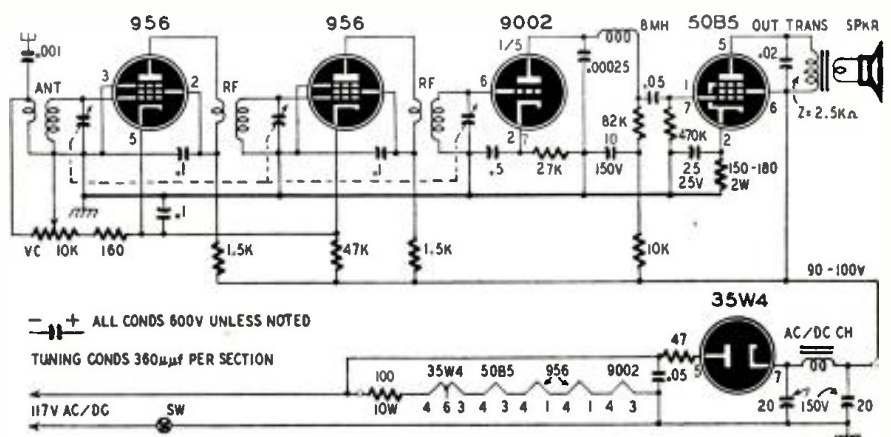 956 956 9002 50B5 OUT TRANS SPKR
.001 1/5 8MH 5 .02
ANT 3 2 RF RF 6 .00025 .05 1 7 6
5 2 7 82K 470K 2 Z=2.5KΩ
.1 .1 .5 27K 10 150V 25 25V 150-180 2W
.1
VC 10K 160 1.5K 47K 1.5K 10K
90-100V
35W4
− + ALL CONDS 600V UNLESS NOTED
TUNING CONDS 360μμf PER SECTION
47 AC/DC CH
35W4 50B5 956 9002 .05 5 7
100
10W 4 6 3 4 3 4 1 4 1 4 3 20 150V 20
117V AC/DC SW